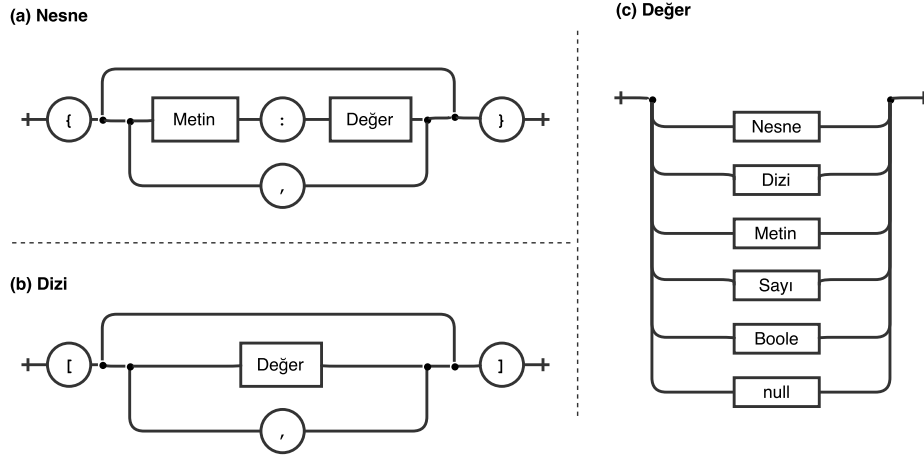 (a) Nesne
{ Metin : Değer }
,
(b) Dizi
[ Değer ]
,
(c) Değer
Nesne
Dizi
Metin
Sayı
Boole
null